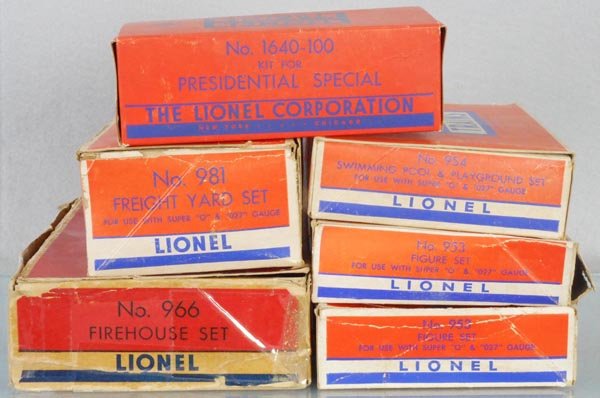 No. 1640-100
KIT FOR
PRESIDENTIAL SPECIAL
THE LIONEL CORPORATION
NEW YORK CHICAGO
No. 981
FREIGHT YARD SET
FOR USE WITH SUPER "O" & "027" GAUGE
LIONEL
No. 966
FIREHOUSE SET
LIONEL
TRAINS
No. 954
SWIMMING POOL & PLAYGROUND SET
FOR USE WITH SUPER "O" & "027" GAUGE
LIONEL
No. 953
FIGURE SET
FOR USE WITH SUPER "O" & "027" GAUGE
LIONEL
No. 953
FIGURE SET
FOR USE WITH SUPER "O" & "027" GAUGE
LIONEL